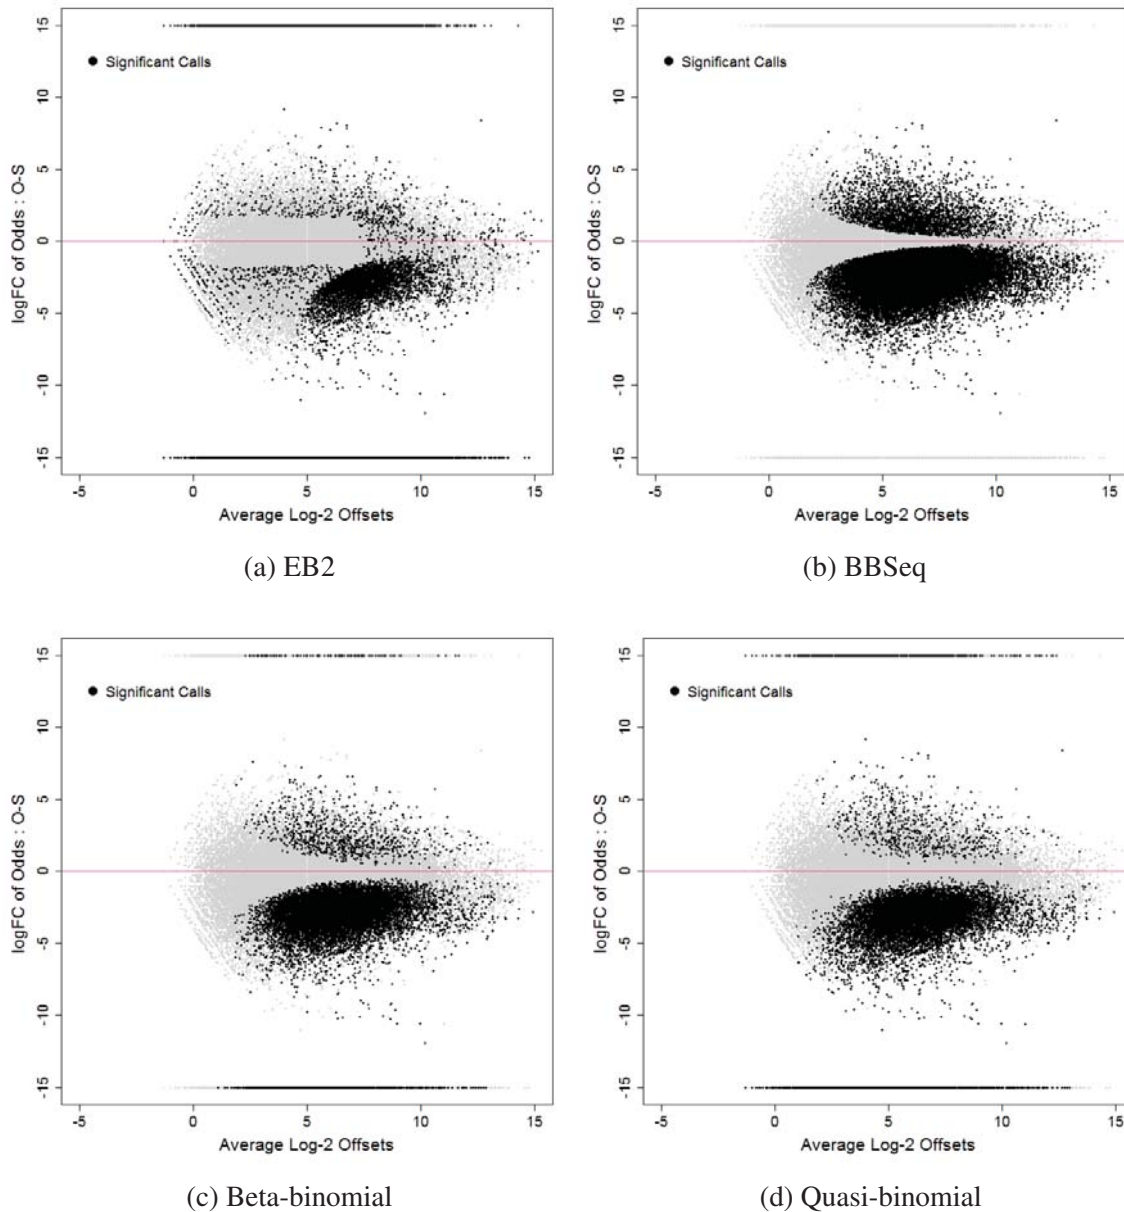 15
10
5
0
-5
-10
-15
logFC of Odds : O-S
Significant Calls
-5 0 5 10 15
Average Log-2 Offsets
(a) EB2
15
10
5
0
-5
-10
-15
logFC of Odds : O-S
Significant Calls
-5 0 5 10 15
Average Log-2 Offsets
(b) BBSeq
15
10
5
0
-5
-10
-15
logFC of Odds : O-S
Significant Calls
-5 0 5 10 15
Average Log-2 Offsets
(c) Beta-binomial
15
10
5
0
-5
-10
-15
logFC of Odds : O-S
Significant Calls
-5 0 5 10 15
Average Log-2 Offsets
(d) Quasi-binomial